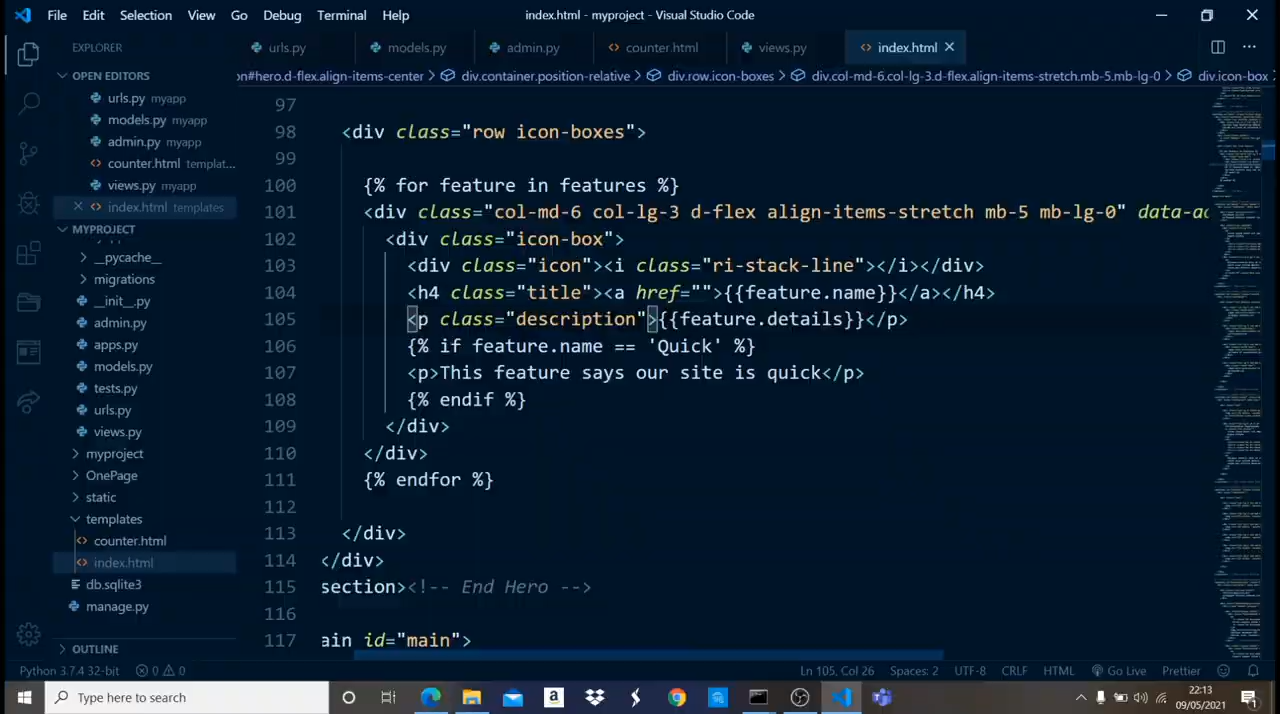 File Edit Selection View Go Debug Terminal Help index.html - myproject - Visual Studio Code
EXPLORER
urls.py models.py admin.py counter.html views.py index.html
on#hero.d-flex.align-items-center > div.container.position-relative > div.row.icon-boxes > div.col-md-6.col-lg-3.d-flex.align-items-stretch.mb-5.mb-lg-0 > div.icon-box
OPEN EDITORS
urls.py myapp
models.py myapp
admin.py myapp
counter.html templat...
views.py myapp
index.html templates
MYPROJECT
__pycache__
migrations
__init__.py
admin.py
apps.py
models.py
tests.py
urls.py
views.py
myproject
OnePage
static
templates
counter.html
index.html
db.sqlite3
manage.py
OUTLINE
97
98 <div class="row icon-boxes">
99
100 {% for feature in features %}
101 <div class="col-md-6 col-lg-3 d-flex align-items-stretch mb-5 mb-lg-0" data-ao
102 <div class="icon-box">
103 <div class="icon"><i class="ri-stack-line"></i></div>
104 <h4 class="title"><a href="">{{feature.name}}</a></h4>
105 <p class="description">{{feature.details}}</p>
106 {% if feature.name == 'Quick' %}
107 <p>This feature says our site is quick</p>
108 {% endif %}
109 </div>
110 </div>
111 {% endfor %}
112
113 </div>
114 </div>
115 section><!-- End Hero -->
116
117 ain id="main">
Python 3.7.4 32-bit 0 0 Ln 105, Col 26 Spaces: 2 UTF-8 CRLF HTML Go Live Prettier
Type here to search
22:13
09/05/2021